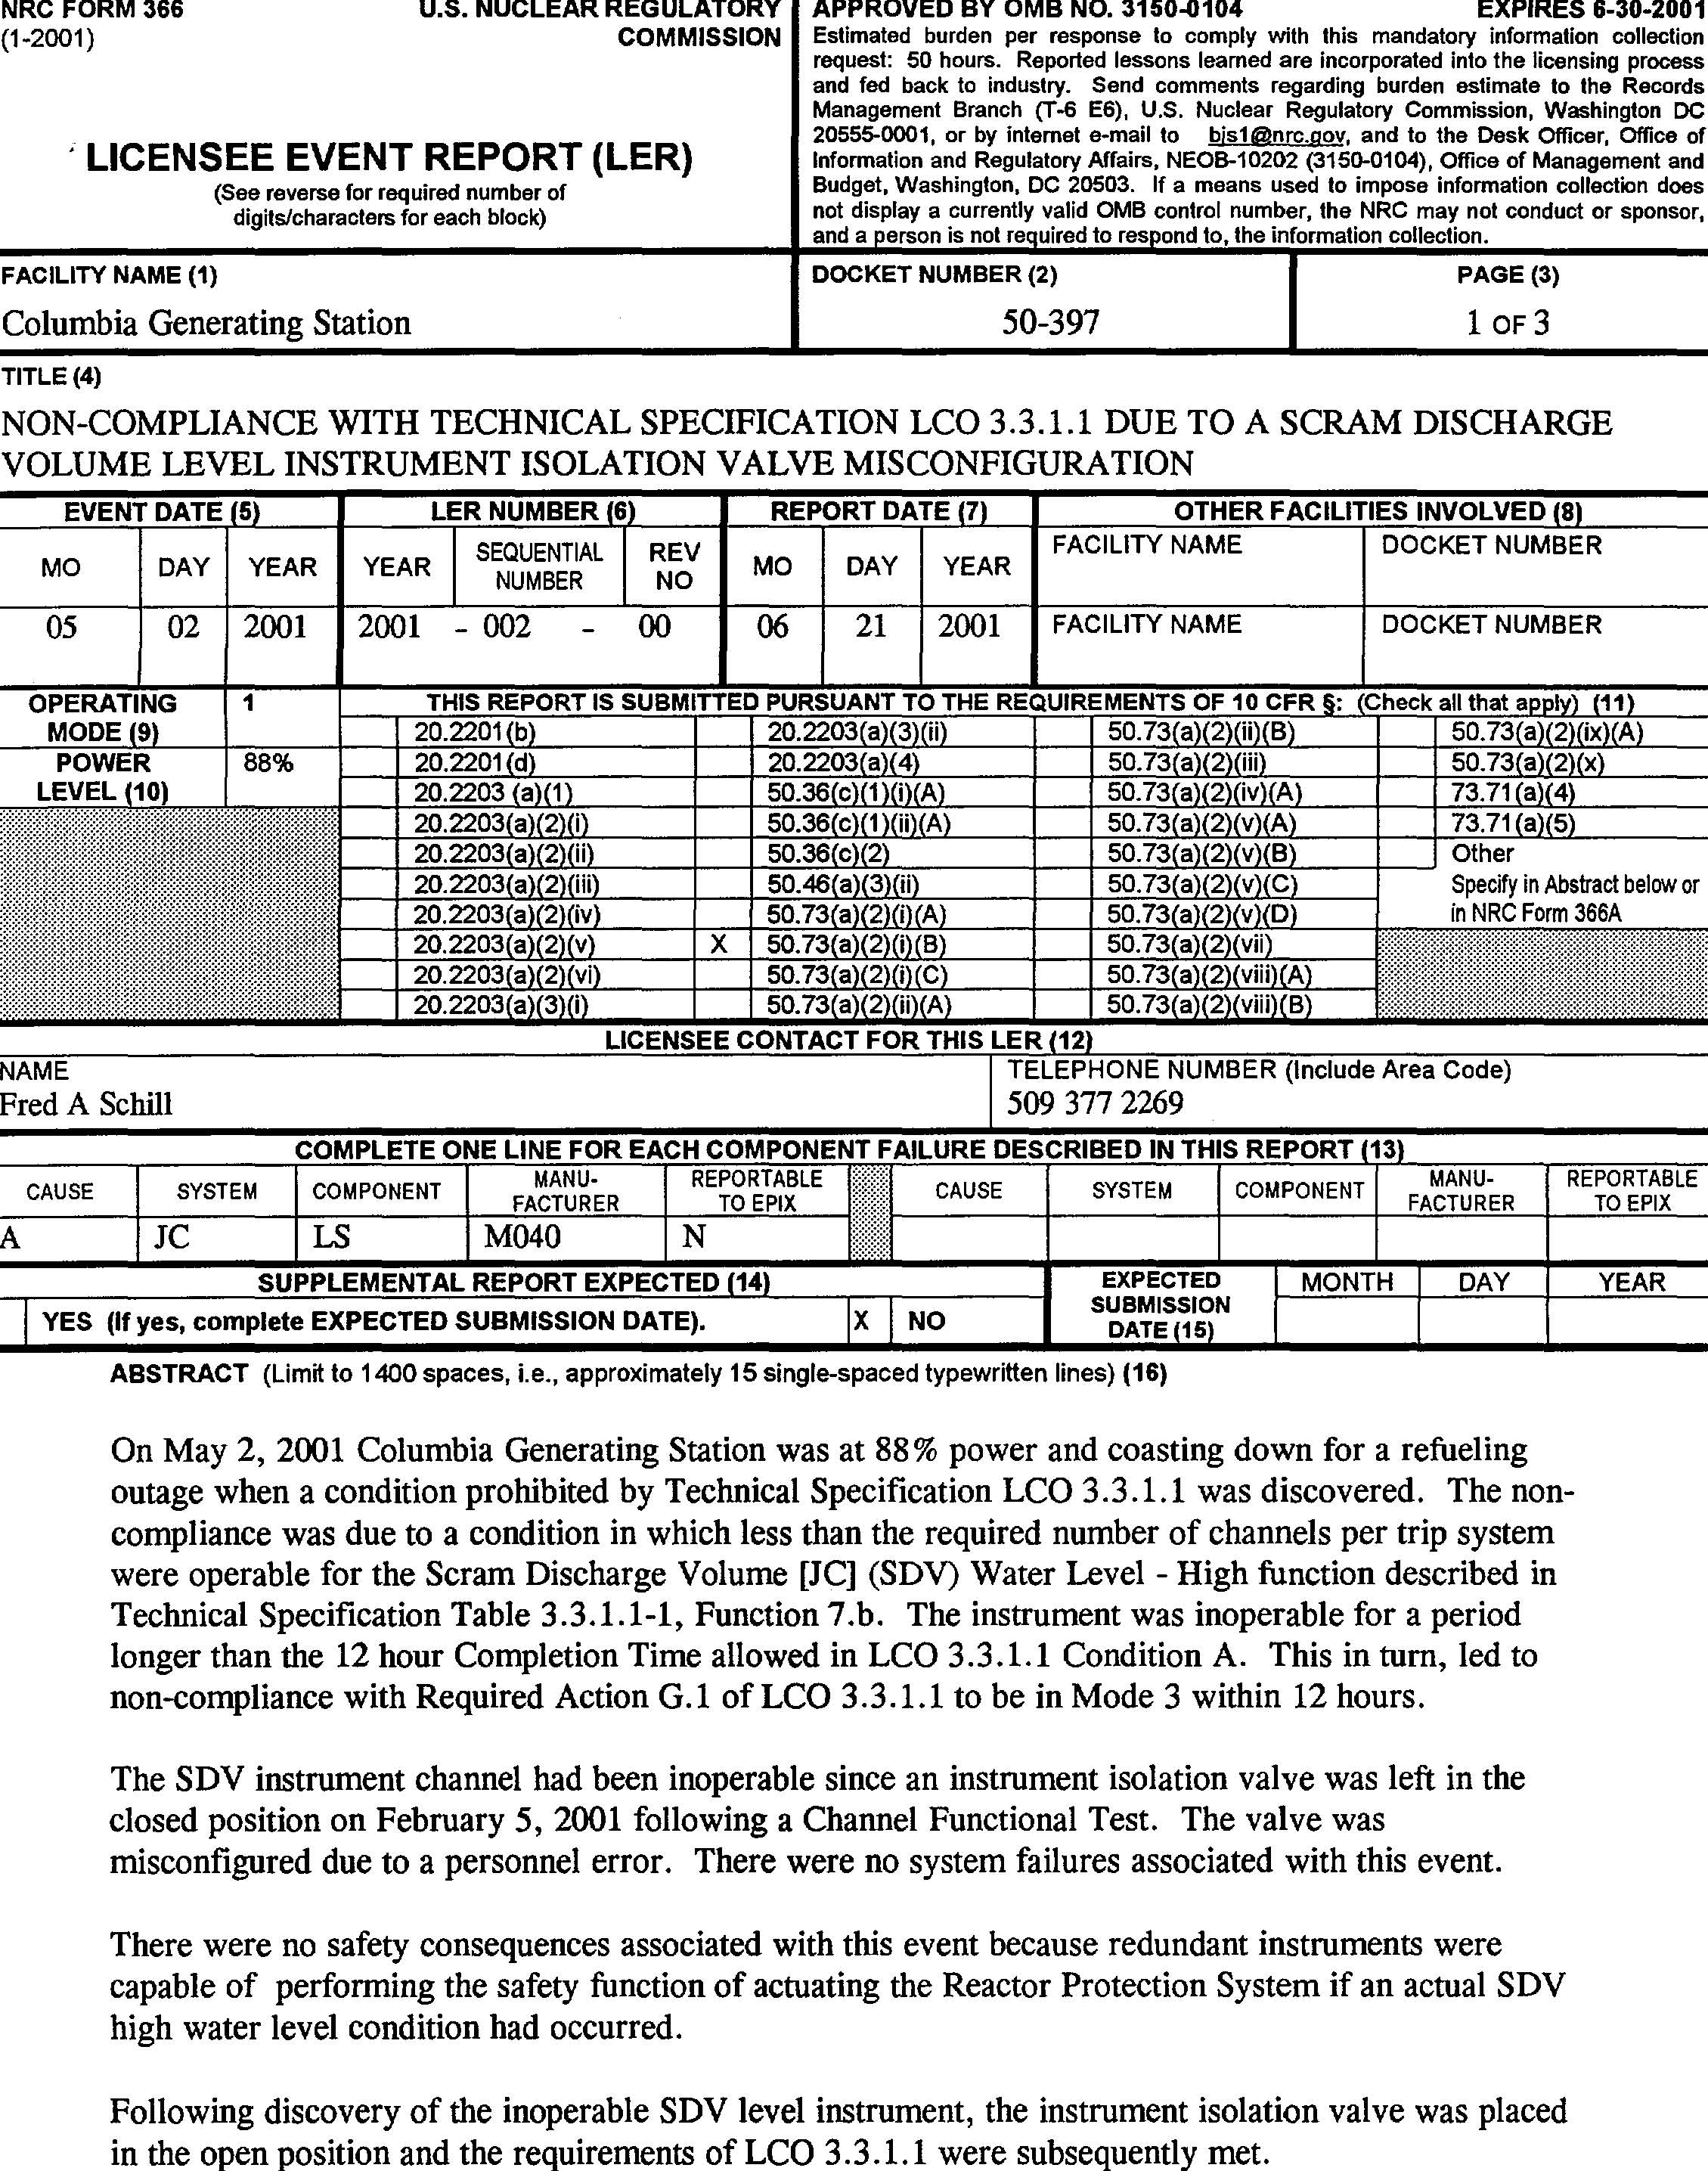 NRC FORM 366
(1-2001)
U.S. NUCLEAR REGULATORY
COMMISSION
LICENSEE EVENT REPORT (LER)
(See reverse for required number of
digits/characters for each block)
APPROVED BY OMB NO. 3150-0104 EXPIRES 6-30-2001
Estimated burden per response to comply with this mandatory information collection
request: 50 hours. Reported lessons learned are incorporated into the licensing process
and fed back to industry. Send comments regarding burden estimate to the Records
Management Branch (T-6 E6), U.S. Nuclear Regulatory Commission, Washington DC
20555-0001, or by internet e-mail to bjs1@nrc.gov, and to the Desk Officer, Office of
Information and Regulatory Affairs, NEOB-10202 (3150-0104), Office of Management and
Budget, Washington, DC 20503. If a means used to impose information collection does
not display a currently valid OMB control number, the NRC may not conduct or sponsor,
and a person is not required to respond to, the information collection.
FACILITY NAME (1) DOCKET NUMBER (2) PAGE (3)
Columbia Generating Station 50-397 1 OF 3
TITLE (4)
NON-COMPLIANCE WITH TECHNICAL SPECIFICATION LCO 3.3.1.1 DUE TO A SCRAM DISCHARGE
VOLUME LEVEL INSTRUMENT ISOLATION VALVE MISCONFIGURATION
EVENT DATE (5) LER NUMBER (6) REPORT DATE (7) OTHER FACILITIES INVOLVED (8)
MO DAY YEAR YEAR SEQUENTIAL NUMBER REV NO MO DAY YEAR FACILITY NAME DOCKET NUMBER
05 02 2001 2001 - 002 - 00 06 21 2001 FACILITY NAME DOCKET NUMBER
OPERATING MODE (9) 1 THIS REPORT IS SUBMITTED PURSUANT TO THE REQUIREMENTS OF 10 CFR §: (Check all that apply) (11)
20.2201(b) 20.2203(a)(3)(ii) 50.73(a)(2)(ii)(B) 50.73(a)(2)(ix)(A)
POWER LEVEL (10) 88% 20.2201(d) 20.2203(a)(4) 50.73(a)(2)(iii) 50.73(a)(2)(x)
20.2203 (a)(1) 50.36(c)(1)(i)(A) 50.73(a)(2)(iv)(A) 73.71(a)(4)
20.2203(a)(2)(i) 50.36(c)(1)(ii)(A) 50.73(a)(2)(v)(A) 73.71(a)(5)
20.2203(a)(2)(ii) 50.36(c)(2) 50.73(a)(2)(v)(B) Other
20.2203(a)(2)(iii) 50.46(a)(3)(ii) 50.73(a)(2)(v)(C) Specify in Abstract below or
20.2203(a)(2)(iv) 50.73(a)(2)(i)(A) 50.73(a)(2)(v)(D) in NRC Form 366A
20.2203(a)(2)(v) X 50.73(a)(2)(i)(B) 50.73(a)(2)(vii)
20.2203(a)(2)(vi) 50.73(a)(2)(i)(C) 50.73(a)(2)(viii)(A)
20.2203(a)(3)(i) 50.73(a)(2)(ii)(A) 50.73(a)(2)(viii)(B)
LICENSEE CONTACT FOR THIS LER (12)
NAME TELEPHONE NUMBER (Include Area Code)
Fred A Schill 509 377 2269
COMPLETE ONE LINE FOR EACH COMPONENT FAILURE DESCRIBED IN THIS REPORT (13)
CAUSE SYSTEM COMPONENT MANU-FACTURER REPORTABLE TO EPIX CAUSE SYSTEM COMPONENT MANU-FACTURER REPORTABLE TO EPIX
A JC LS M040 N
SUPPLEMENTAL REPORT EXPECTED (14) EXPECTED SUBMISSION DATE (15) MONTH DAY YEAR
YES (If yes, complete EXPECTED SUBMISSION DATE). X NO
ABSTRACT (Limit to 1400 spaces, i.e., approximately 15 single-spaced typewritten lines) (16)
On May 2, 2001 Columbia Generating Station was at 88% power and coasting down for a refueling
outage when a condition prohibited by Technical Specification LCO 3.3.1.1 was discovered. The non-
compliance was due to a condition in which less than the required number of channels per trip system
were operable for the Scram Discharge Volume [JC] (SDV) Water Level - High function described in
Technical Specification Table 3.3.1.1-1, Function 7.b. The instrument was inoperable for a period
longer than the 12 hour Completion Time allowed in LCO 3.3.1.1 Condition A. This in turn, led to
non-compliance with Required Action G.1 of LCO 3.3.1.1 to be in Mode 3 within 12 hours.
The SDV instrument channel had been inoperable since an instrument isolation valve was left in the
closed position on February 5, 2001 following a Channel Functional Test. The valve was
misconfigured due to a personnel error. There were no system failures associated with this event.
There were no safety consequences associated with this event because redundant instruments were
capable of performing the safety function of actuating the Reactor Protection System if an actual SDV
high water level condition had occurred.
Following discovery of the inoperable SDV level instrument, the instrument isolation valve was placed
in the open position and the requirements of LCO 3.3.1.1 were subsequently met.